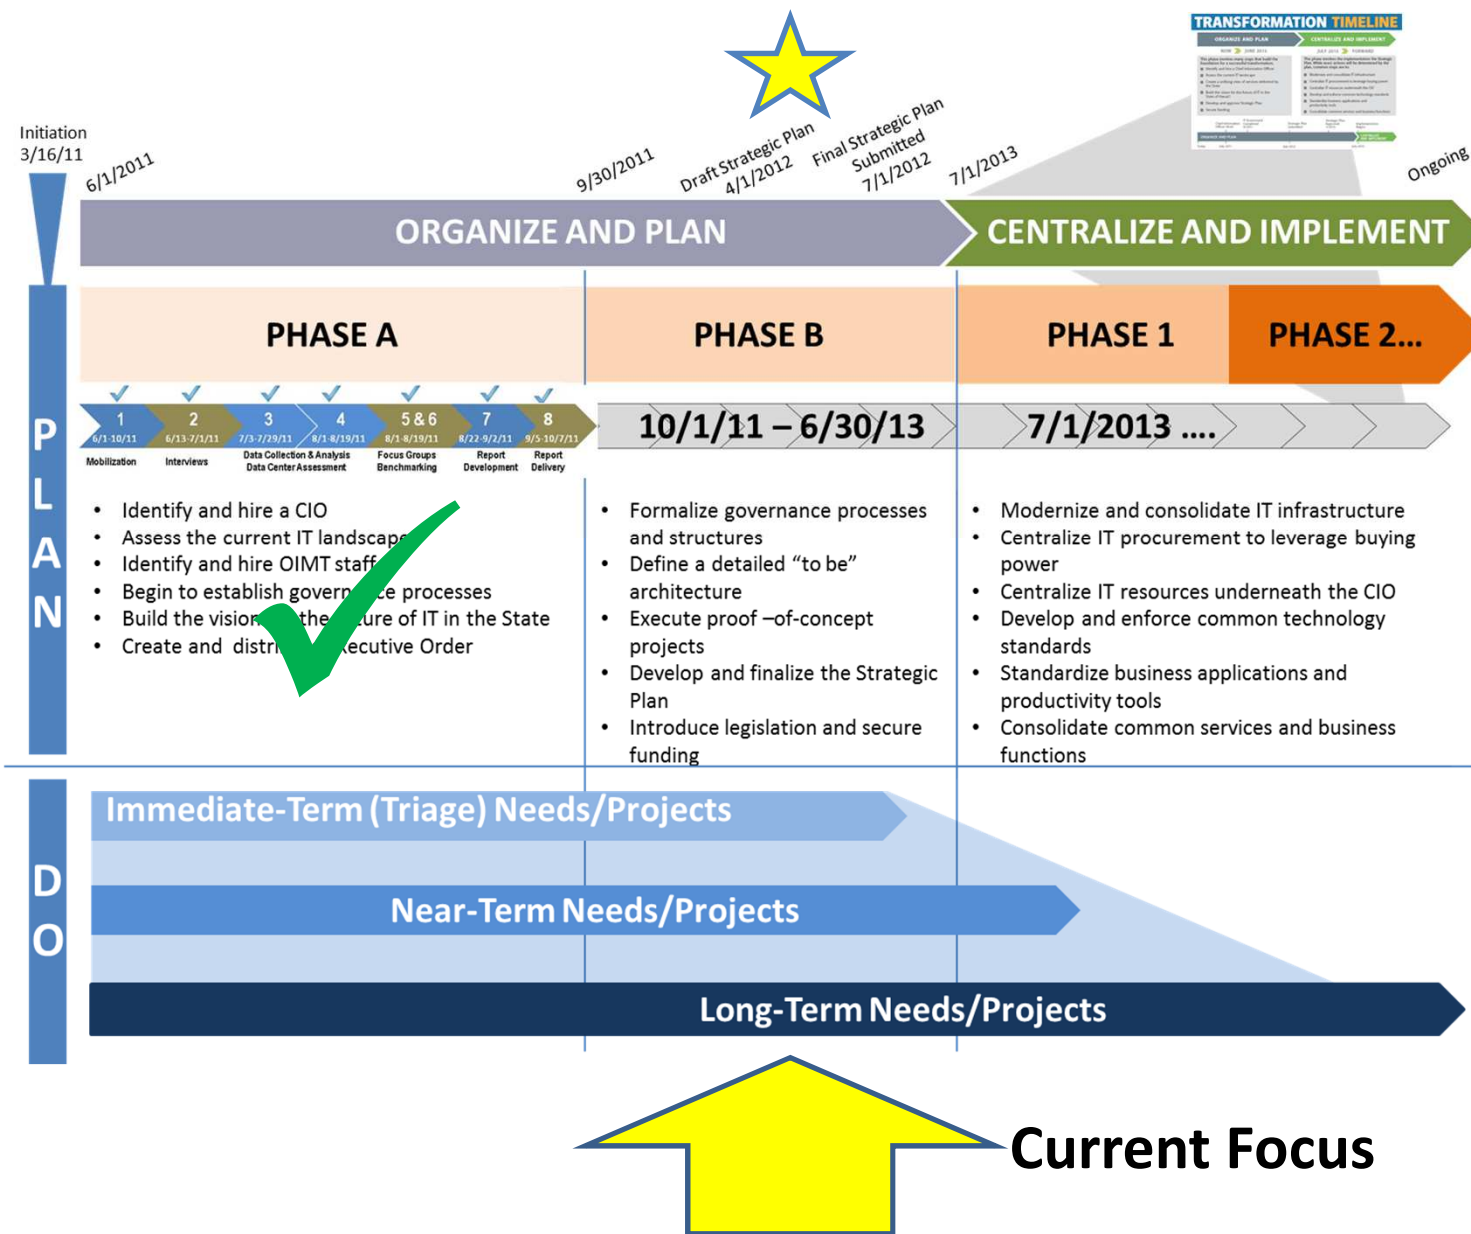 TRANSFORMATION TIMELINE
ORGANIZE AND PLAN
CENTRALIZE AND IMPLEMENT
Initiation
3/16/11
6/1/2011
9/30/2011
Draft Strategic Plan
4/1/2012
Final Strategic Plan
Submitted
7/1/2012
7/1/2013
Ongoing
ORGANIZE AND PLAN
CENTRALIZE AND IMPLEMENT
PLAN
PHASE A
PHASE B
PHASE 1
PHASE 2...
1
6/1-10/11
Mobilization
2
6/13-7/1/11
Interviews
3
7/3-7/29/11
4
8/1-8/19/11
Data Collection & Analysis
Data Center Assessment
5 & 6
8/1-8/19/11
Focus Groups
Benchmarking
7
8/22-9/2/11
Report
Development
8
9/5-10/7/11
Report
Delivery
10/1/11 – 6/30/13
7/1/2013 ....
• Identify and hire a CIO
• Assess the current IT landscape
• Identify and hire OIMT staff
• Begin to establish governance processes
• Build the vision the future of IT in the State
• Create and Executive Order
• Formalize governance processes
and structures
• Define a detailed “to be”
architecture
• Execute proof –of-concept
projects
• Develop and finalize the Strategic
Plan
• Introduce legislation and secure
funding
• Modernize and consolidate IT infrastructure
• Centralize IT procurement to leverage buying
power
• Centralize IT resources underneath the CIO
• Develop and enforce common technology
standards
• Standardize business applications and
productivity tools
• Consolidate common services and business
functions
DO
Immediate-Term (Triage) Needs/Projects
Near-Term Needs/Projects
Long-Term Needs/Projects
Current Focus